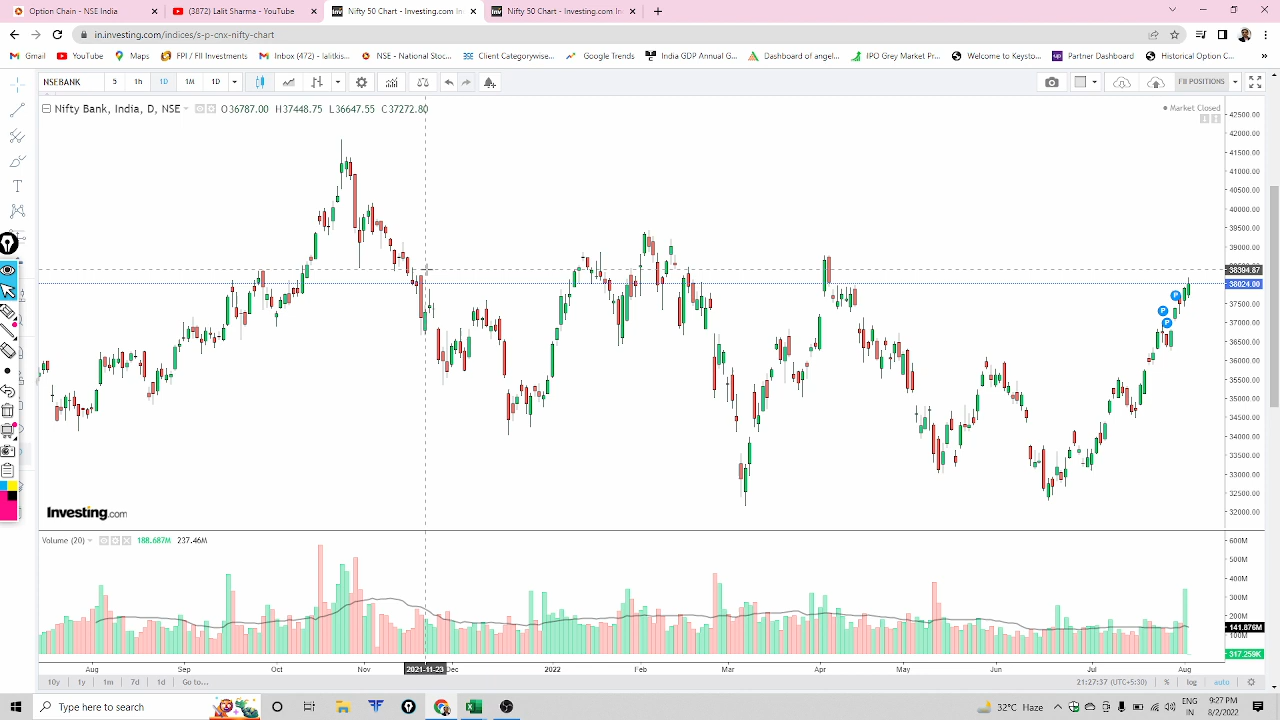 Option Chain - NSE India
(3872) Lalit Sharma - YouTube
Nifty 50 Chart - Investing.com In
Nifty 50 Chart - Investing.com In
in.investing.com/indices/s-p-cnx-nifty-chart
Gmail
YouTube
Maps
FPI / FII Investme...
Inbox (2,072) - lali...
NSE - National Sto...
Client Categorywise...
Google Trends
India GDP Annual G...
Dashboard of aggre...
IPO Grey Market Pr...
Welcome to Keysto...
Partner Dashboard
Historical Option C...
NSEBANK
5
1h
1D
1M
1D
FII POSITIONS
Nifty Bank, India, D, NSE
O36787.00 H37448.75 L36647.55 C37272.80
Market Closed
42500.00
42000.00
41500.00
41000.00
40500.00
40000.00
39500.00
39000.00
38394.87
38024.00
37500.00
37000.00
36500.00
36000.00
35500.00
35000.00
34500.00
34000.00
33500.00
33000.00
32500.00
32000.00
Investing.com
Volume (20)
188.687M 237.46M
600M
500M
400M
300M
200M
141.876M
100M
317.259K
Aug
Sep
Oct
Nov
2021-11-23
Dec
2022
Feb
Mar
Apr
May
Jun
Jul
Aug
10y
1y
1m
7d
1d
Go to...
21:27:37 (UTC+5:30)
%
log
auto
Type here to search
32°C Haze
ENG
IN
9:27 PM
8/2/2022